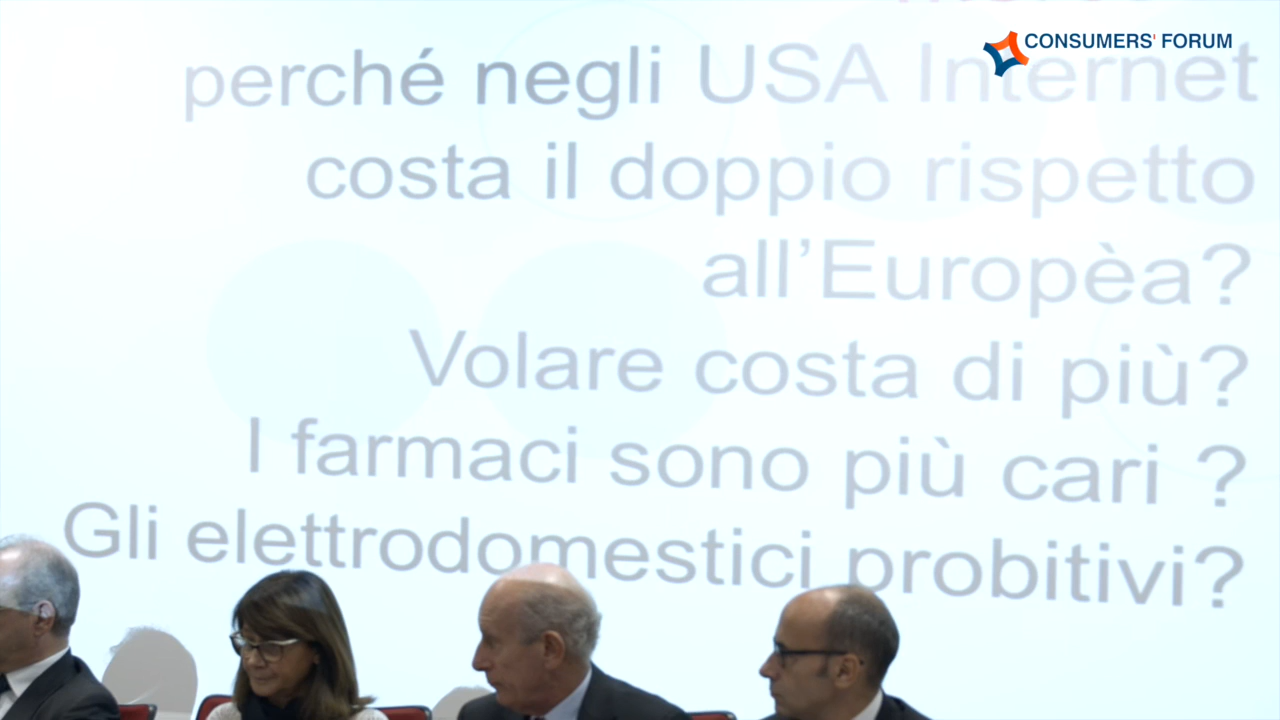 CONSUMERS' FORUM
perché negli USA Internet
costa il doppio rispetto
all'Europèa?
Volare costa di più?
I farmaci sono più cari ?
Gli elettrodomestici probitivi?